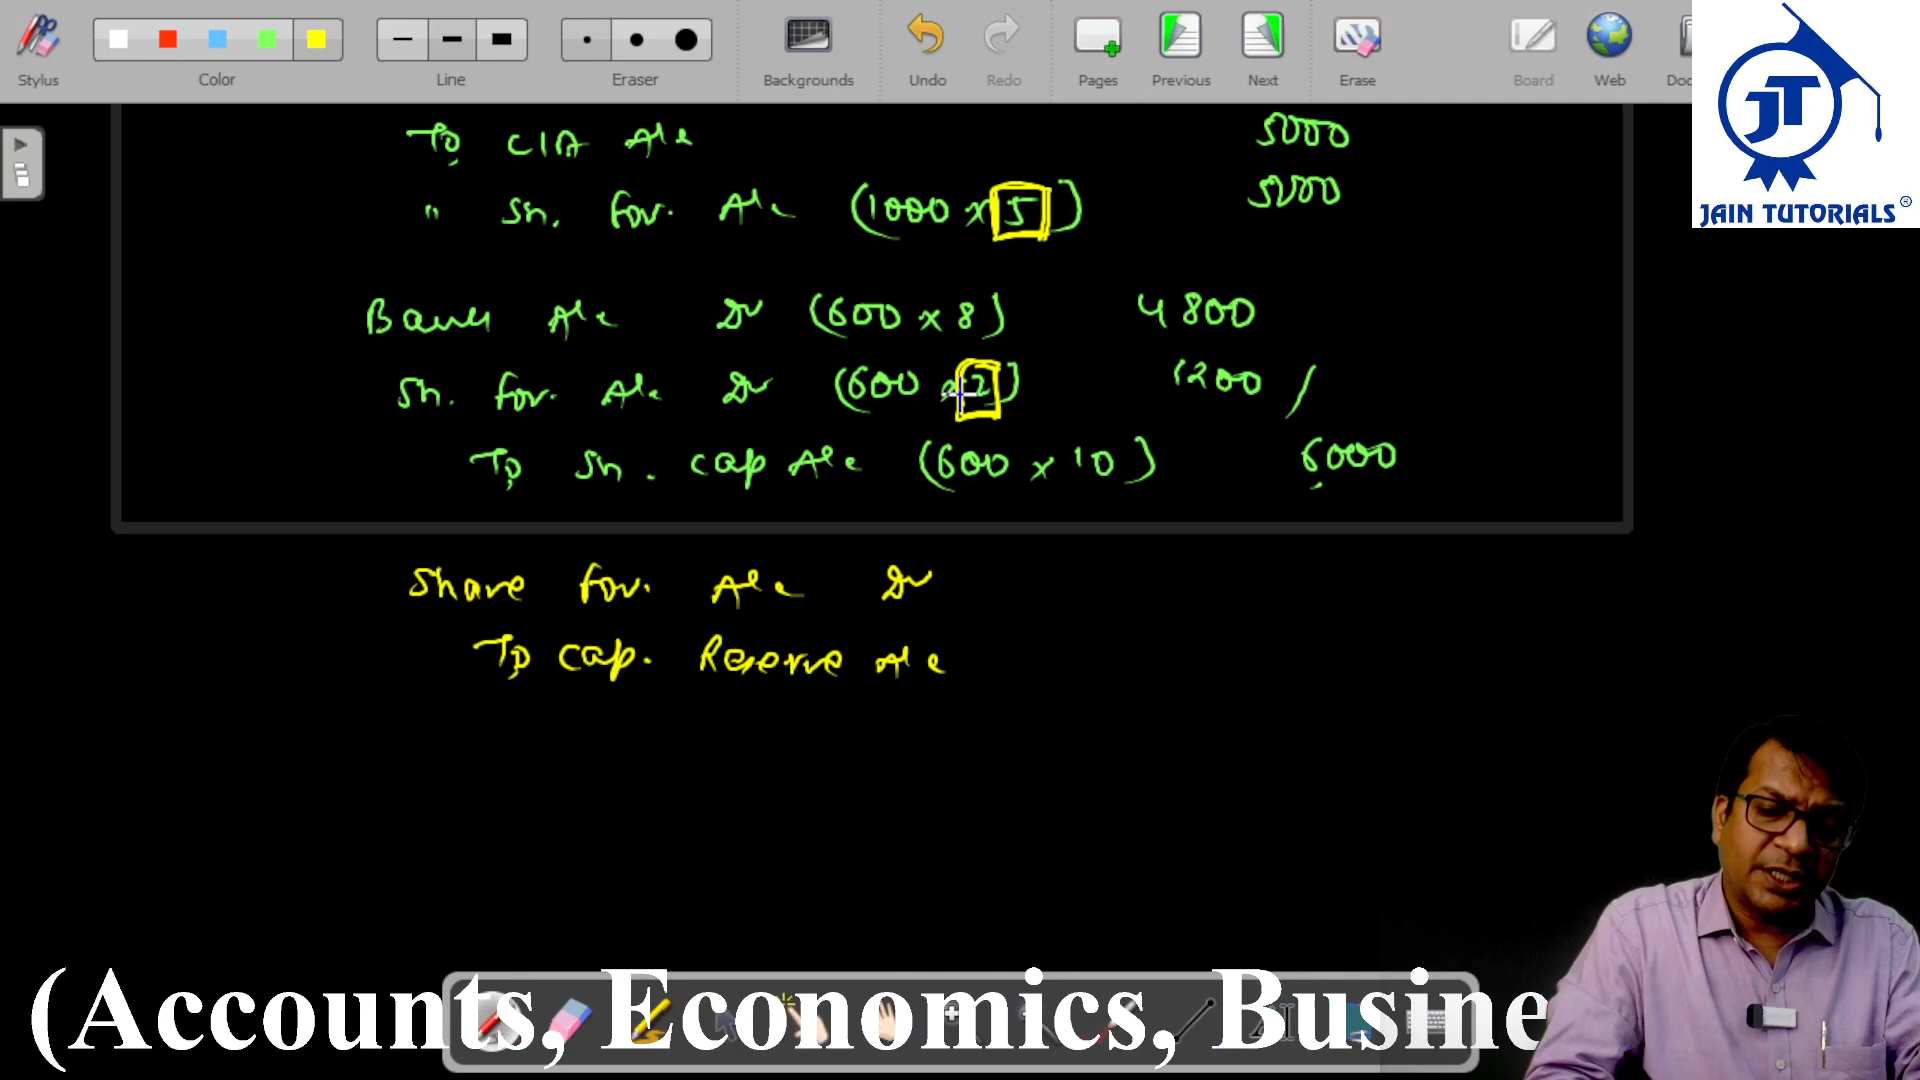 Stylus
Color
Line
Eraser
Backgrounds
Undo
Redo
Pages
Previous
Next
Erase
Board
Web
Doc
JT
JAIN TUTORIALS®
To CIA A/c 5000
" Sh. for. A/c (1000 × 5) 5000
Bank A/c Dr (600 × 8) 4800
Sh. for. A/c Dr (600 × 2) 1200 /
To Sh. cap A/c (600 × 10) 6000
Share for. A/c Dr
To cap. Reserve A/c
(Accounts, Economics, Busine